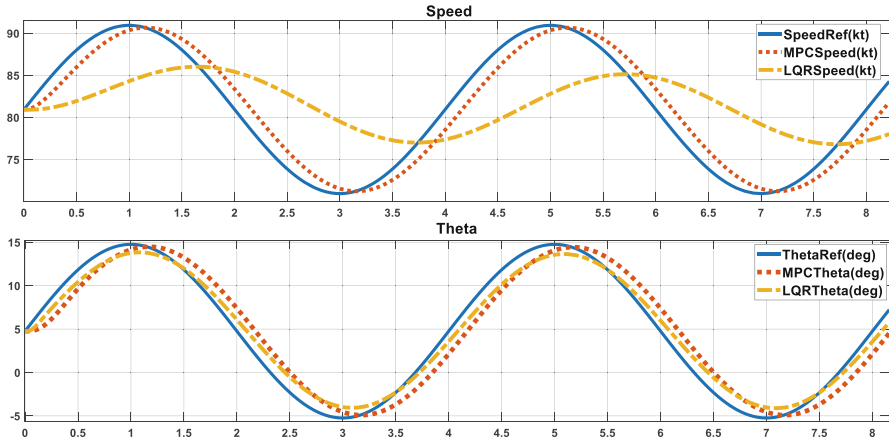 Speed
90
85
80
75
SpeedRef(kt)
MPCSpeed(kt)
LQRSpeed(kt)
0 0.5 1 1.5 2 2.5 3 3.5 4 4.5 5 5.5 6 6.5 7 7.5 8
Theta
15
10
5
0
-5
ThetaRef(deg)
MPCTheta(deg)
LQRTheta(deg)
0 0.5 1 1.5 2 2.5 3 3.5 4 4.5 5 5.5 6 6.5 7 7.5 8